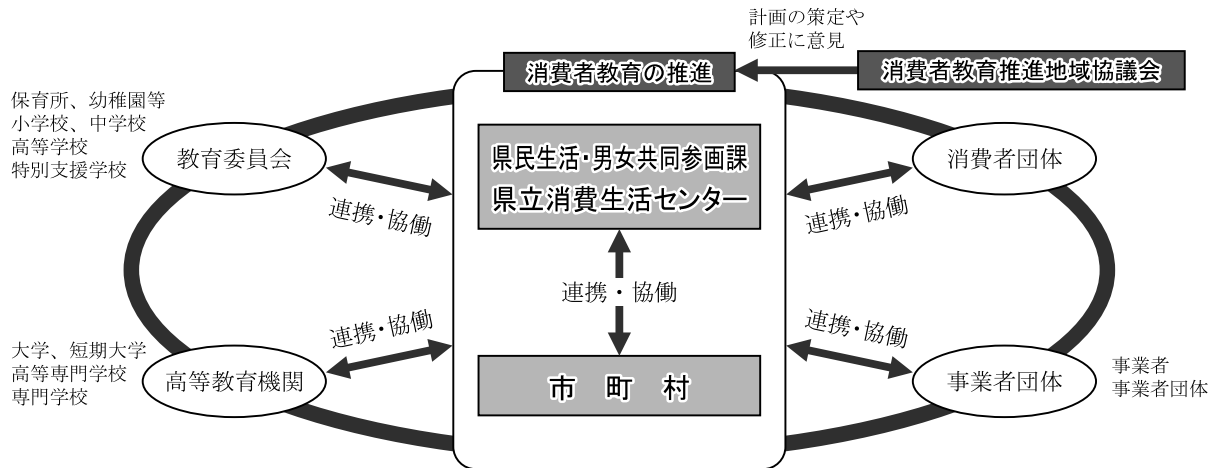 計画の策定や
修正に意見
消費者教育の推進
消費者教育推進地域協議会
保育所、幼稚園等
小学校、中学校
高等学校
特別支援学校
教育委員会
連携・協働
県民生活・男女共同参画課
県立消費生活センター
消費者団体
連携・協働
連携・協働
大学、短期大学
高等専門学校
専門学校
高等教育機関
連携・協働
市町村
連携・協働
事業者団体
事業者
事業者団体